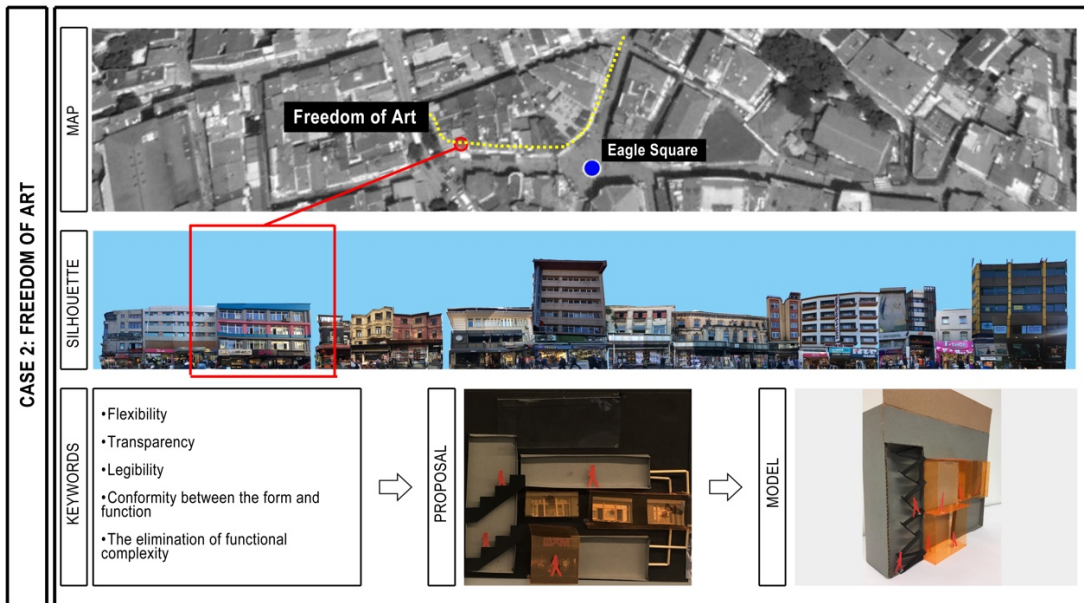 CASE 2: FREEDOM OF ART
MAP
Freedom of Art
Eagle Square
SILHOUETTE
KEYWORDS
•Flexibility
•Transparency
•Legibility
•Conformity between the form and
function
•The elimination of functional
complexity
PROPOSAL
MODEL